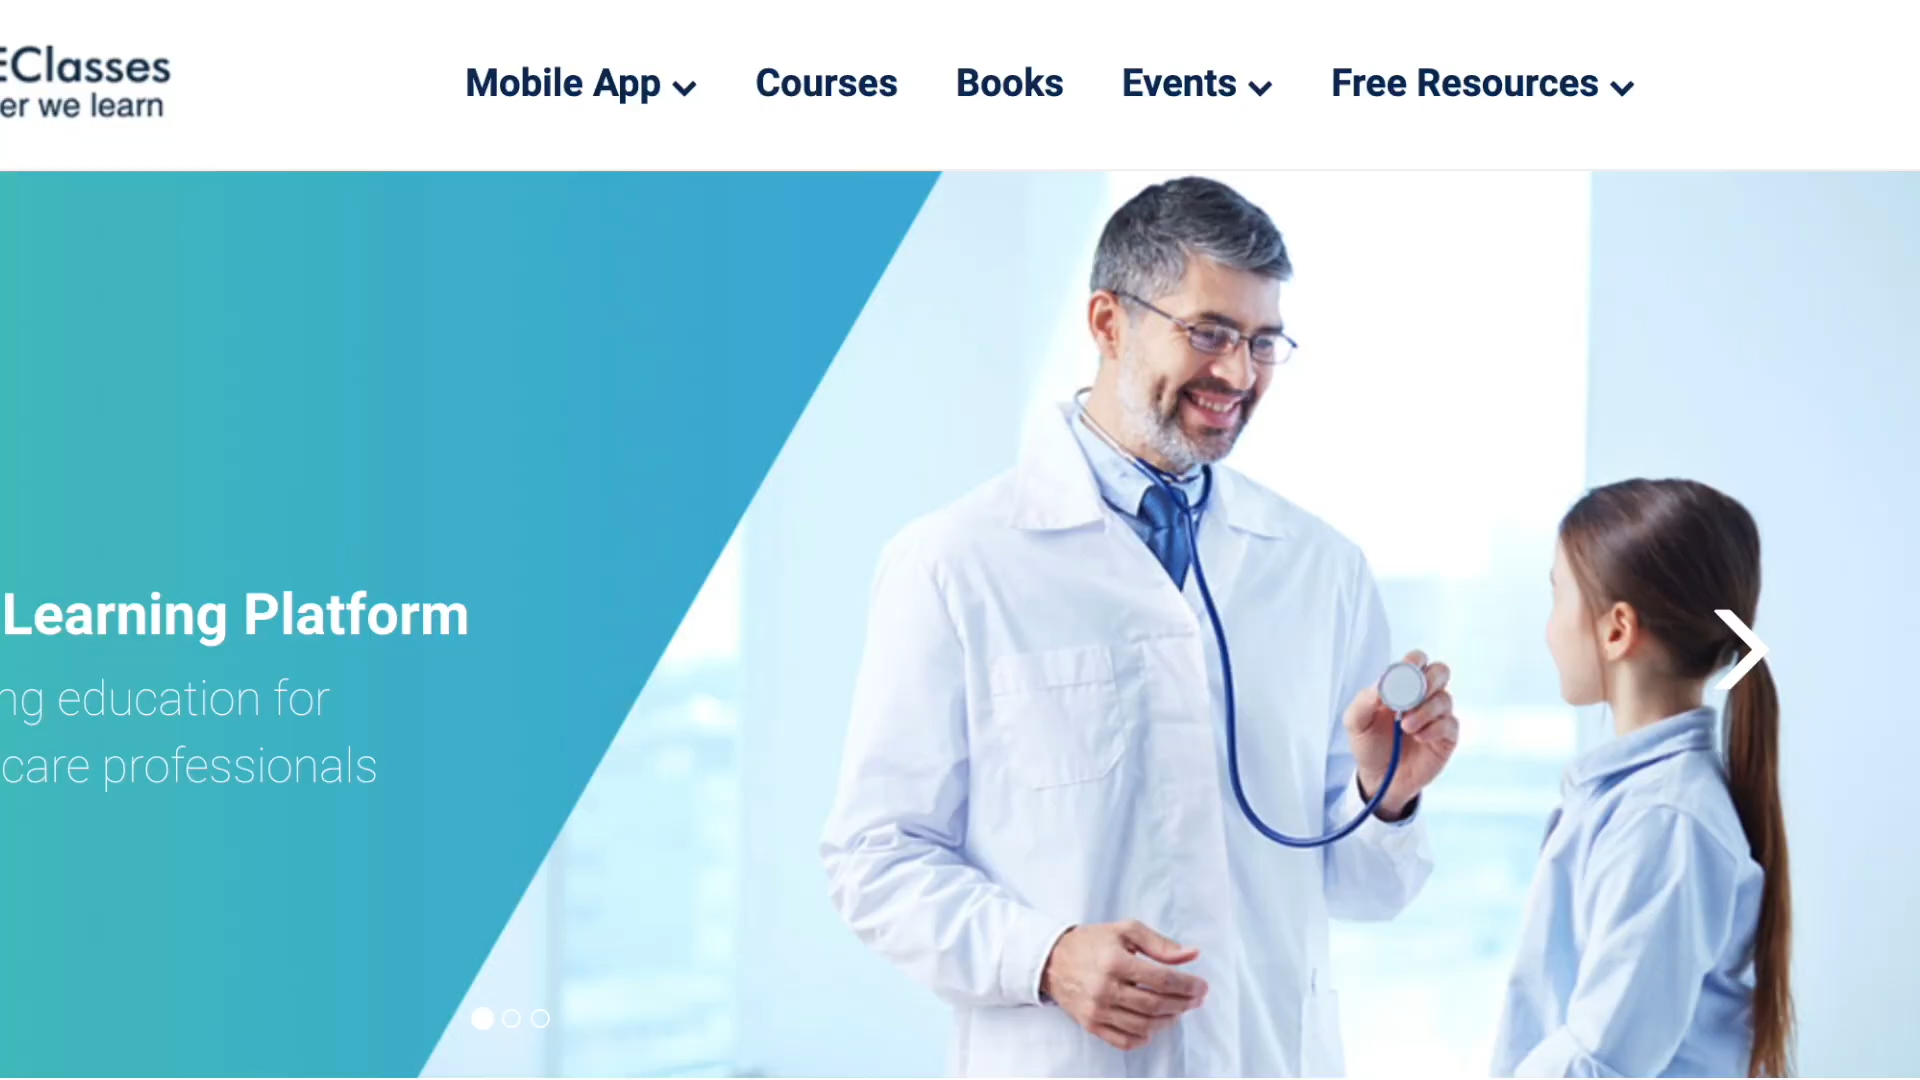 EClasses
er we learn
Mobile App Courses Books Events Free Resources
Learning Platform
ng education for
care professionals